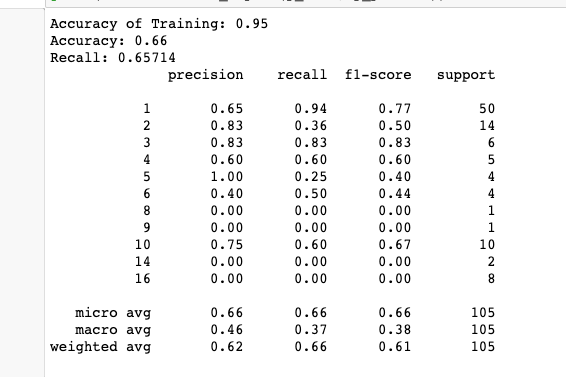 Accuracy of Training: 0.95
Accuracy: 0.66
Recall: 0.65714
precision recall f1-score support
1 0.65 0.94 0.77 50
2 0.83 0.36 0.50 14
3 0.83 0.83 0.83 6
4 0.60 0.60 0.60 5
5 1.00 0.25 0.40 4
6 0.40 0.50 0.44 4
8 0.00 0.00 0.00 1
9 0.00 0.00 0.00 1
10 0.75 0.60 0.67 10
14 0.00 0.00 0.00 2
16 0.00 0.00 0.00 8
micro avg 0.66 0.66 0.66 105
macro avg 0.46 0.37 0.38 105
weighted avg 0.62 0.66 0.61 105